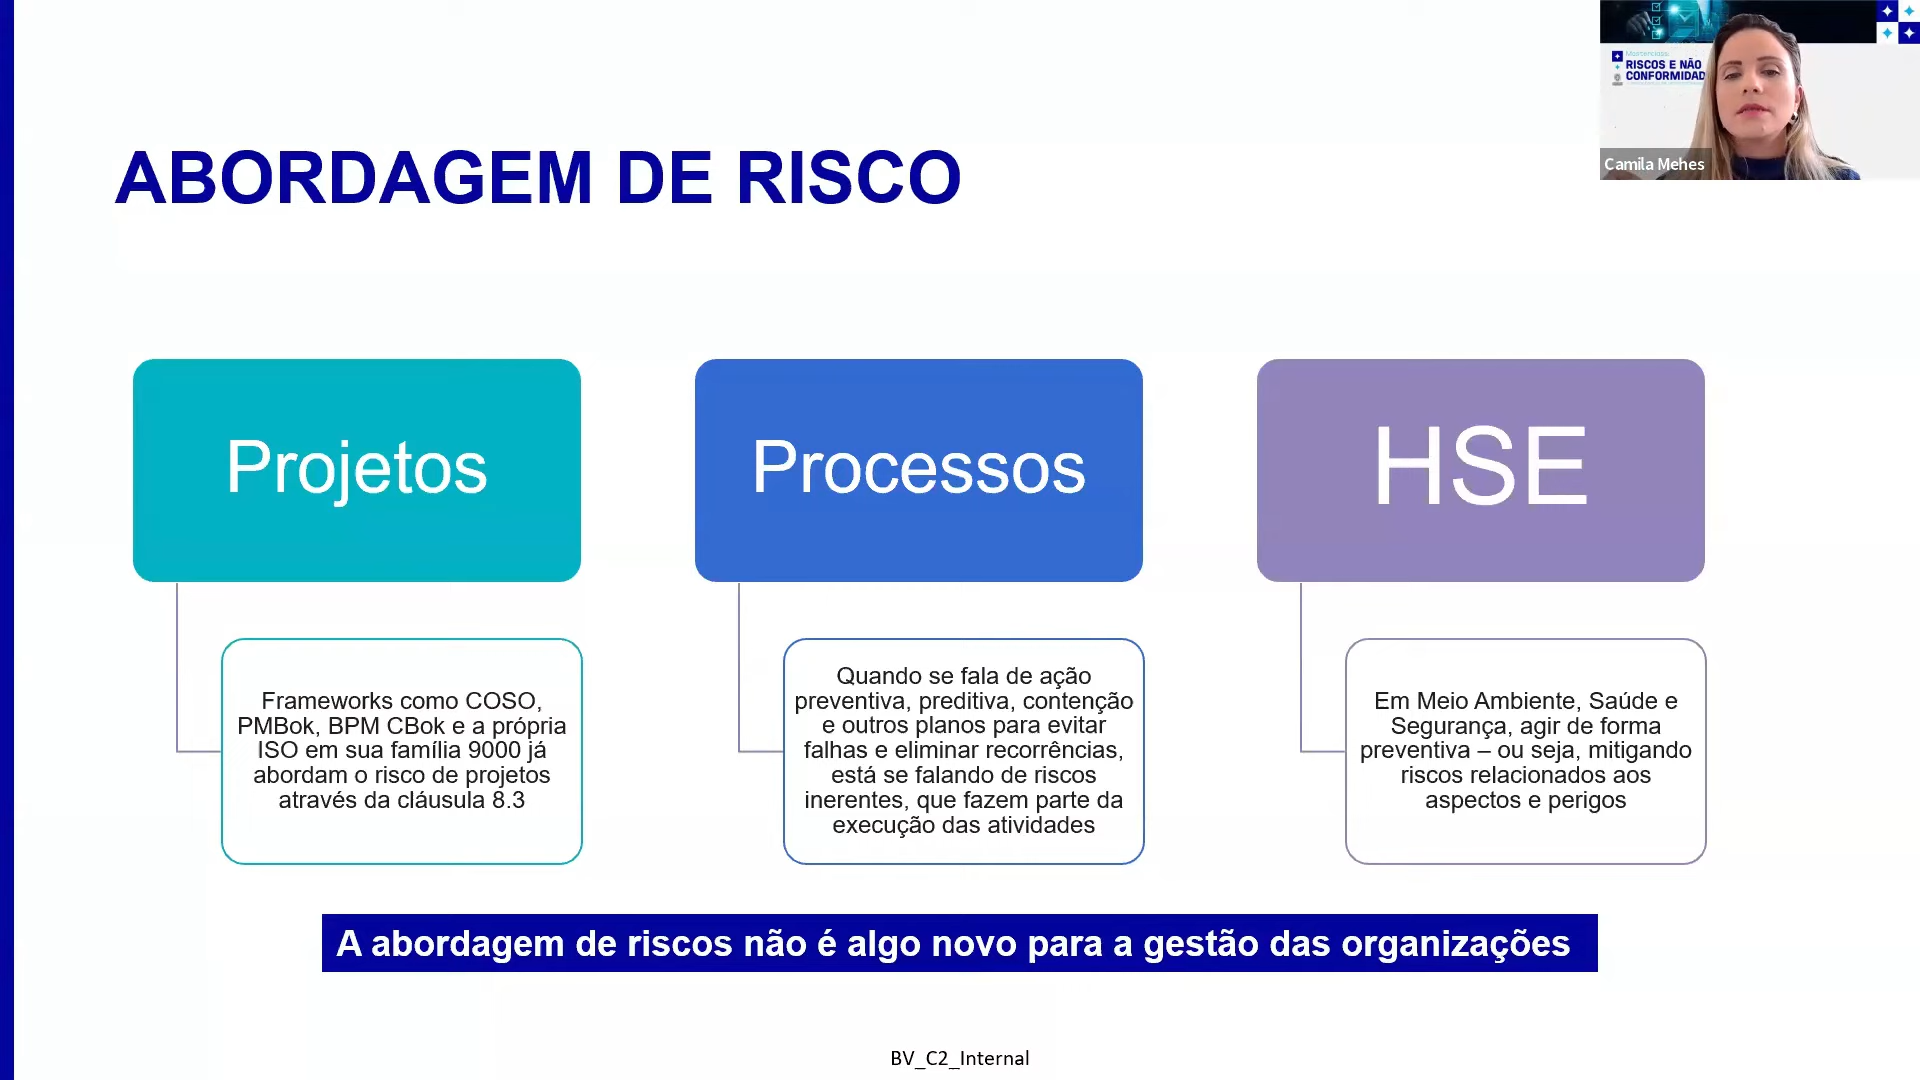 ABORDAGEM DE RISCO
RISCOS E NÃO
CONFORMIDAD
Camila Mehes
Projetos
Processos
HSE
Frameworks como COSO,
PMBok, BPM CBok e a própria
ISO em sua família 9000 já
abordam o risco de projetos
através da cláusula 8.3
Quando se fala de ação
preventiva, preditiva, contenção
e outros planos para evitar
falhas e eliminar recorrências,
está se falando de riscos
inerentes, que fazem parte da
execução das atividades
Em Meio Ambiente, Saúde e
Segurança, agir de forma
preventiva – ou seja, mitigando
riscos relacionados aos
aspectos e perigos
A abordagem de riscos não é algo novo para a gestão das organizações
BV_C2_Internal